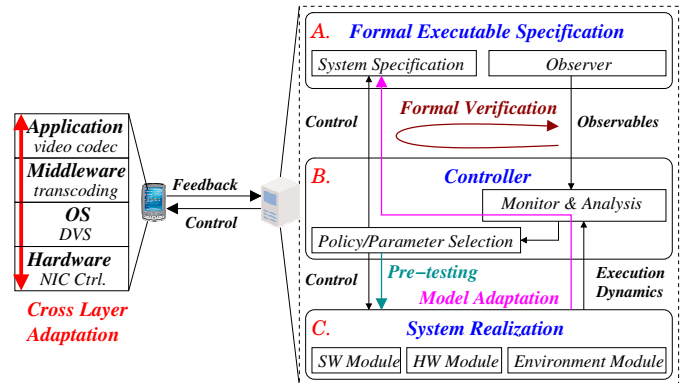 Application
video codec
Middleware
transcoding
OS
DVS
Hardware
NIC Ctrl.
Cross Layer
Adaptation
Feedback
Control
A. Formal Executable Specification
System Specification
Observer
Control
Formal Verification
Observables
B. Controller
Monitor & Analysis
Policy/Parameter Selection
Control
Pre−testing
Model Adaptation
Execution
Dynamics
C. System Realization
SW Module
HW Module
Environment Module